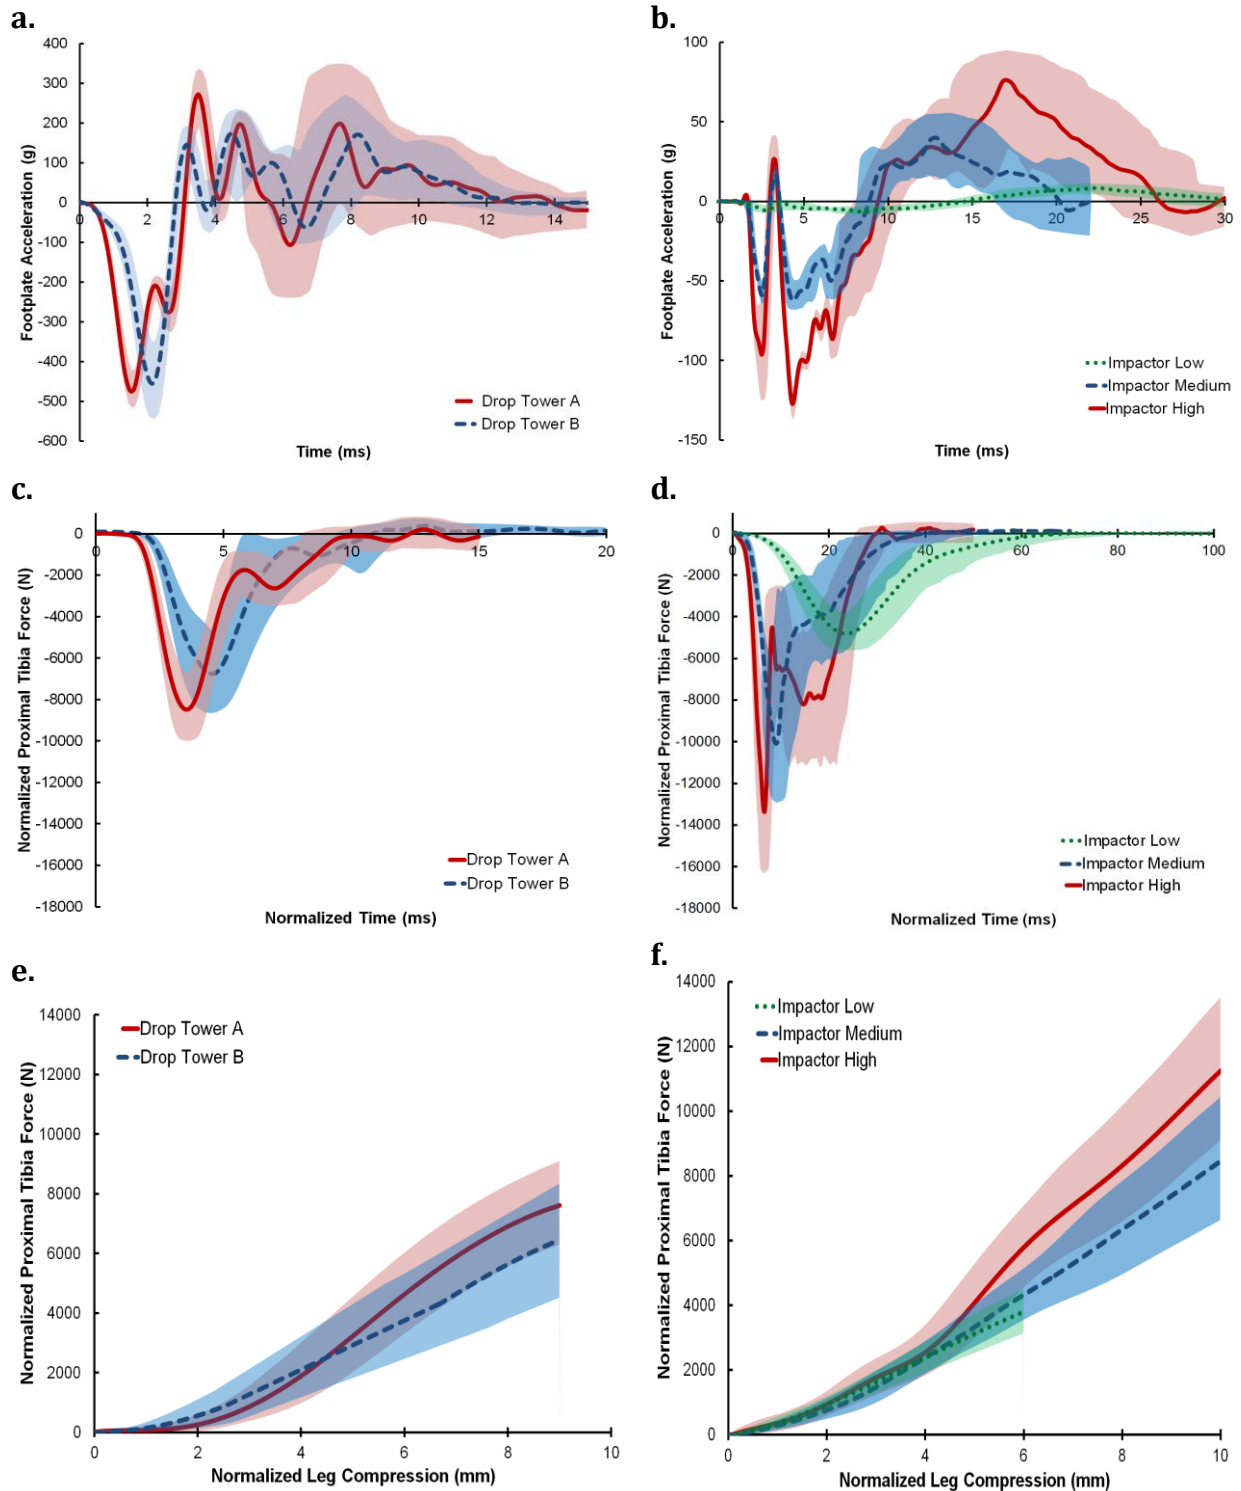 a.
400
300
200
100
0
-100
-200
-300
-400
-500
-600
0
2
4
6
8
10
12
14
Footplate Acceleration (g)
Time (ms)
Drop Tower A
Drop Tower B
b.
100
50
0
-50
-100
-150
0
5
10
15
20
25
30
Footplate Acceleration (g)
Time (ms)
Impactor Low
Impactor Medium
Impactor High
c.
0
-2000
-4000
-6000
-8000
-10000
-12000
-14000
-16000
-18000
0
5
10
15
20
Normalized Proximal Tibia Force (N)
Normalized Time (ms)
Drop Tower A
Drop Tower B
d.
0
-2000
-4000
-6000
-8000
-10000
-12000
-14000
-16000
-18000
0
20
40
60
80
100
Normalized Proximal Tibia Force (N)
Normalized Time (ms)
Impactor Low
Impactor Medium
Impactor High
e.
14000
12000
10000
8000
6000
4000
2000
0
0
2
4
6
8
10
Normalized Proximal Tibia Force (N)
Normalized Leg Compression (mm)
Drop Tower A
Drop Tower B
f.
14000
12000
10000
8000
6000
4000
2000
0
0
2
4
6
8
10
Normalized Proximal Tibia Force (N)
Normalized Leg Compression (mm)
Impactor Low
Impactor Medium
Impactor High